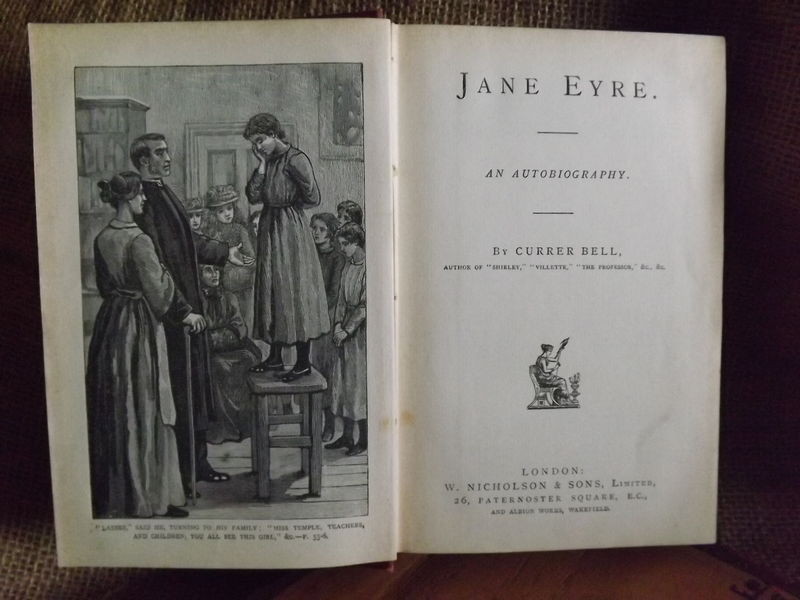 "LADIES," SAID HE, TURNING TO HIS FAMILY; "MISS TEMPLE, TEACHERS,
AND CHILDREN; YOU ALL SEE THIS GIRL," &c.—P. 55-6.
JANE EYRE.
AN AUTOBIOGRAPHY.
BY CURRER BELL,
AUTHOR OF "SHIRLEY," "VILLETTE," "THE PROFESSOR," &c., &c.
LONDON:
W. NICHOLSON & SONS, LIMITED,
26, PATERNOSTER SQUARE, E.C.,
AND ALBION WORKS, WAKEFIELD.